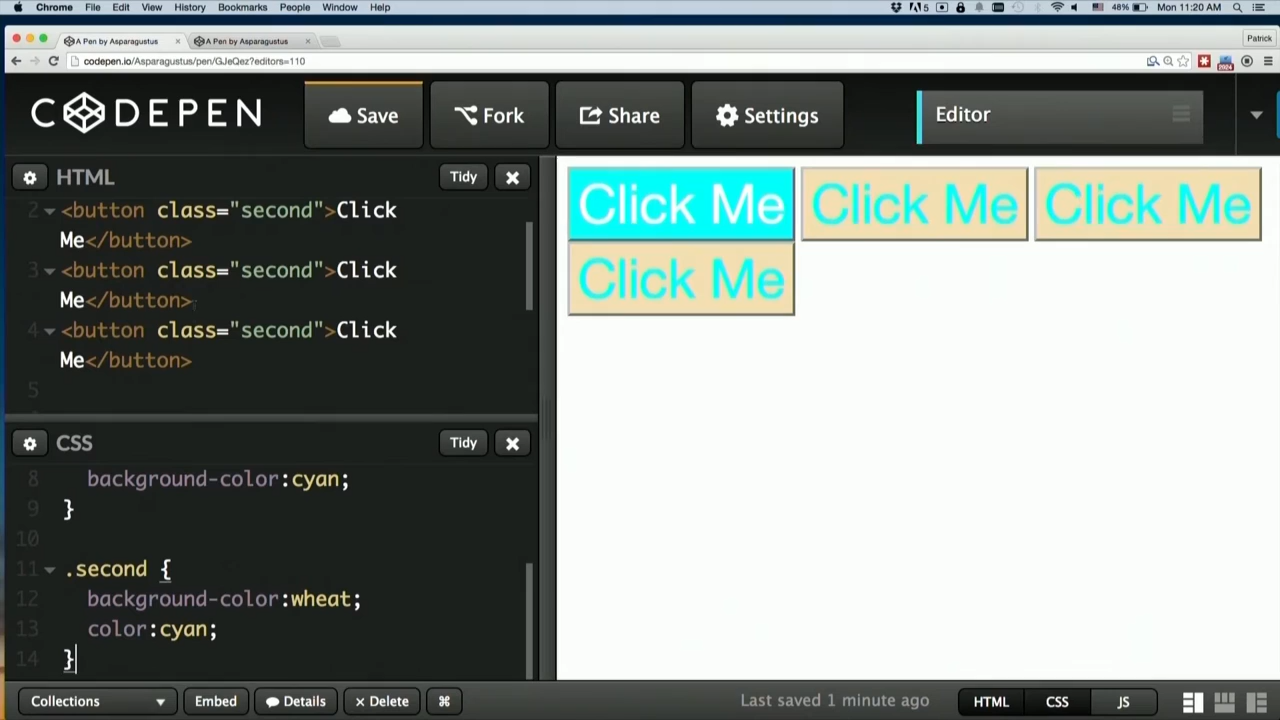 Chrome File Edit View History Bookmarks People Window Help 5 48% Mon 11:20 AM
A Pen by Asparagustus A Pen by Asparagustus Patrick
codepen.io/Asparagustus/pen/GJeQez?editors=110 2024
CODEPEN Save Fork Share Settings Editor
HTML Tidy
2 <button class="second">Click
Me</button>
3 <button class="second">Click
Me</button>
4 <button class="second">Click
Me</button>
5
CSS Tidy
8 background-color:cyan;
9 }
10
11 .second {
12 background-color:wheat;
13 color:cyan;
14 }
Click Me Click Me Click Me
Click Me
Collections Embed Details × Delete ⌘ Last saved 1 minute ago HTML CSS JS